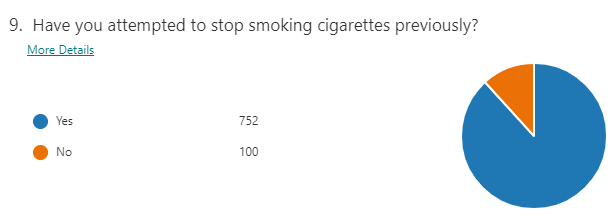 9. Have you attempted to stop smoking cigarettes previously?
More Details
Yes 752
No 100